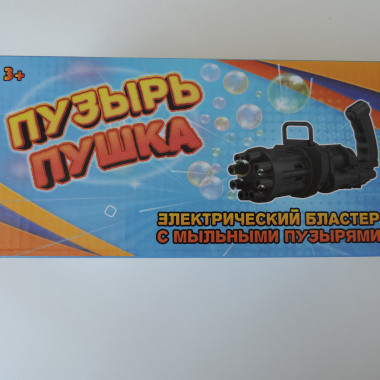 3+
ПУЗЫРЬ
ПУШКА
ЭЛЕКТРИЧЕСКИЙ БЛАСТЕР
С МЫЛЬНЫМИ ПУЗЫРЯМИ